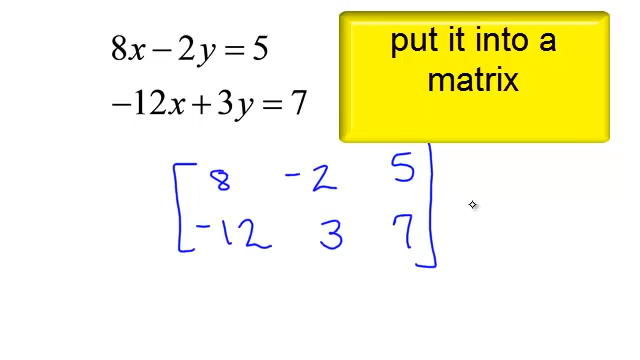 8x − 2y = 5
−12x + 3y = 7
put it into a
matrix
8 -2 5
-12 3 7